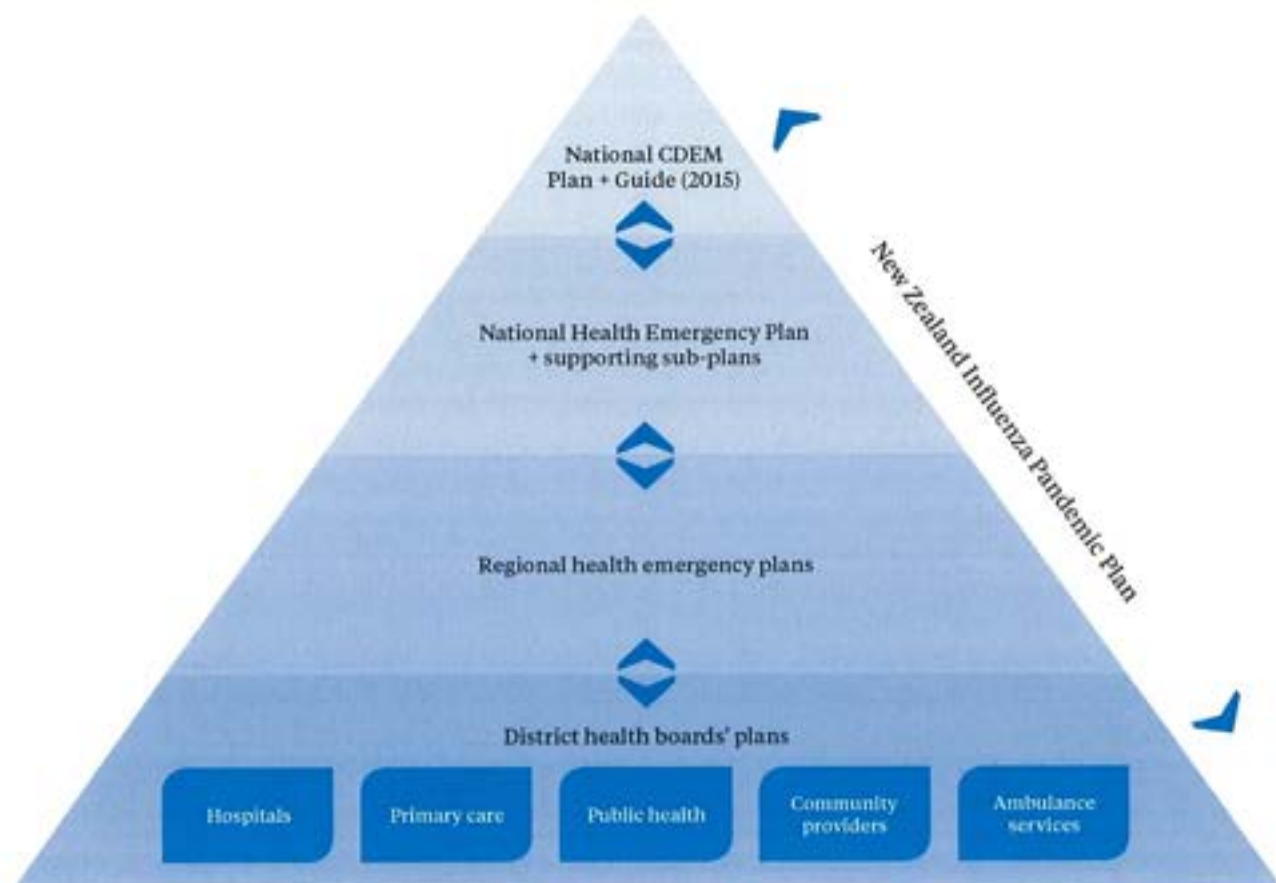 National CDEM
Plan + Guide (2015)
New Zealand Influenza Pandemic Plan
National Health Emergency Plan
+ supporting sub-plans
Regional health emergency plans
District health boards' plans
Hospitals
Primary care
Public health
Community
providers
Ambulance
services